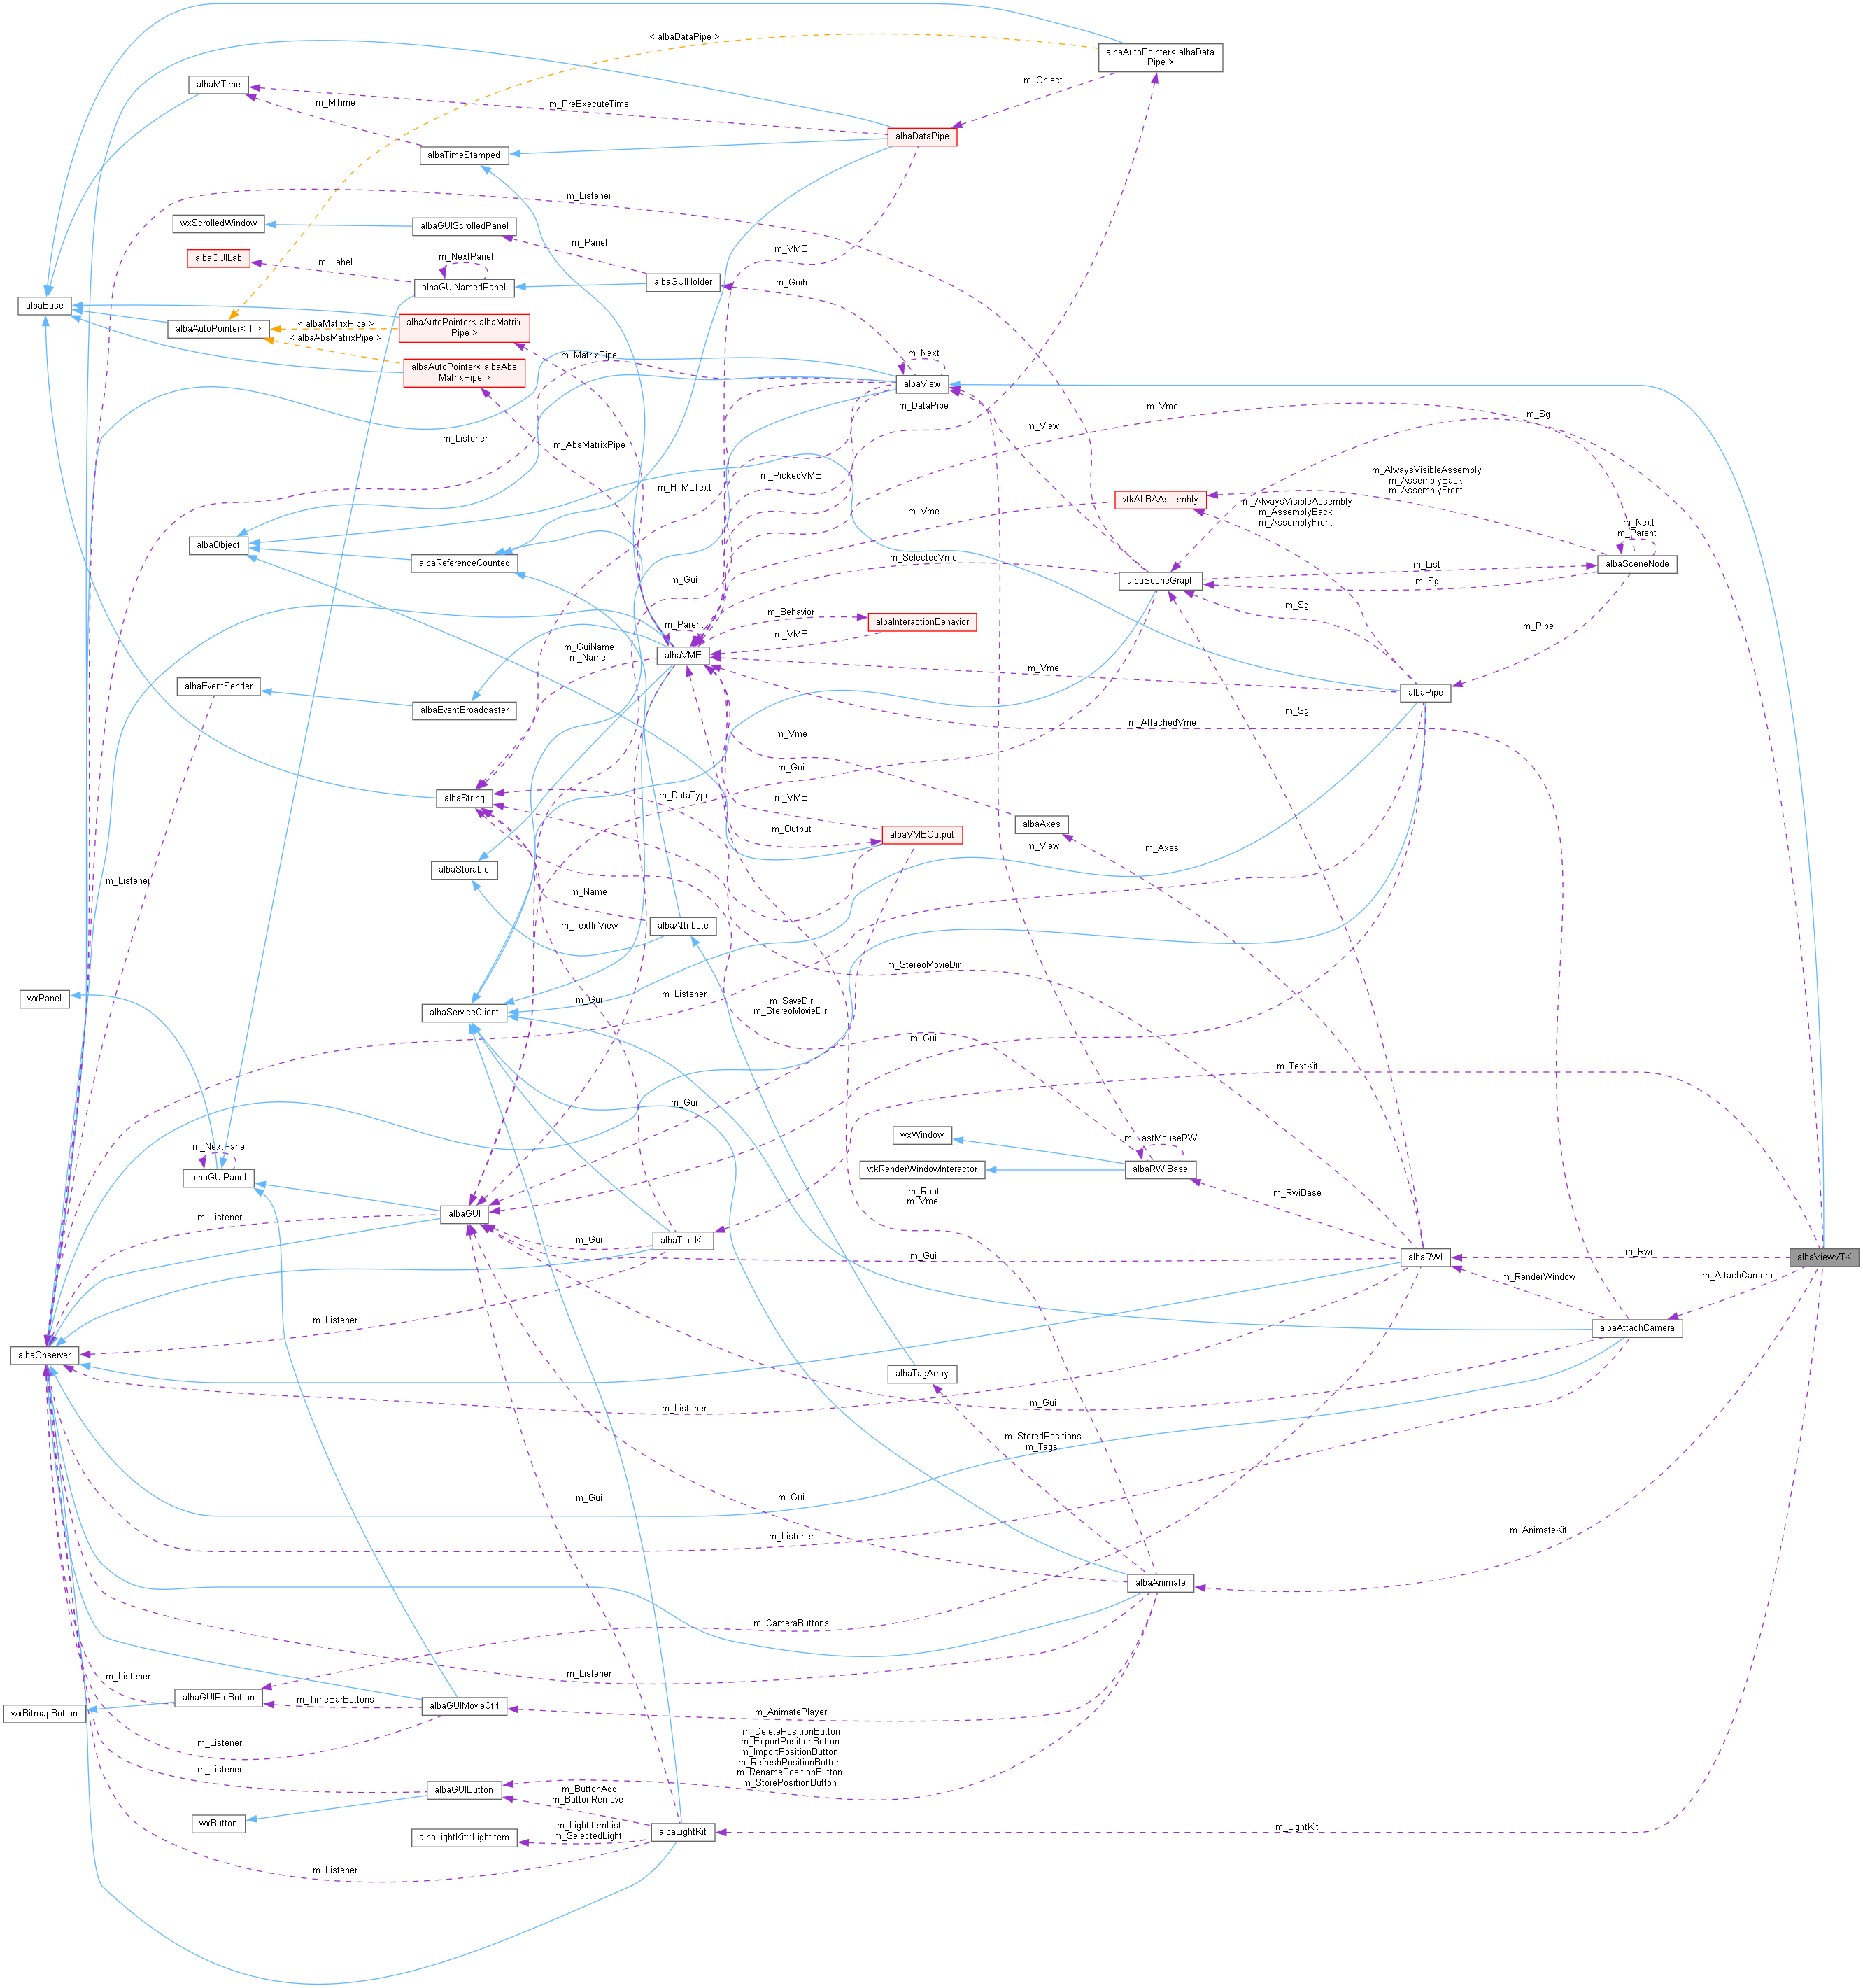 < albaDataPipe >
albaAutoPointer< albaData
Pipe >
m_Object
albaMTime
m_MTime
m_PreExecuteTime
albaDataPipe
albaTimeStamped
m_Listener
wxScrolledWindow
albaGUIScrolledPanel
m_Panel
m_VME
albaGUILab
m_Label
m_NextPanel
albaGUINamedPanel
albaGUIHolder
m_Guih
albaBase
albaAutoPointer< T >
< albaMatrixPipe >
< albaAbsMatrixPipe >
albaAutoPointer< albaMatrix
Pipe >
albaAutoPointer< albaAbs
MatrixPipe >
m_MatrixPipe
m_Next
albaView
m_DataPipe
m_Vme
m_Sg
m_View
m_Listener
m_AbsMatrixPipe
m_HTMLText
m_PickedVME
m_AlwaysVisibleAssembly
m_AssemblyBack
m_AssemblyFront
vtkALBAAssembly
m_AlwaysVisibleAssembly
m_AssemblyBack
m_AssemblyFront
m_Vme
m_Next
m_Parent
albaObject
albaReferenceCounted
m_Gui
m_SelectedVme
albaSceneGraph
m_List
m_Sg
albaSceneNode
m_Parent
m_Behavior
albaInteractionBehavior
m_VME
m_Sg
m_Pipe
m_GuiName
m_Name
albaVME
m_Vme
albaPipe
albaEventSender
albaEventBroadcaster
m_Sg
m_AttachedVme
m_Vme
m_Gui
albaString
m_DataType
m_VME
albaAxes
m_Output
albaVMEOutput
m_View
m_Axes
albaStorable
m_Listener
m_Name
m_TextInView
albaAttribute
m_StereoMovieDir
wxPanel
m_Gui
m_Listener
m_SaveDir
m_StereoMovieDir
albaServiceClient
m_Gui
m_TextKit
m_Gui
m_NextPanel
albaGUIPanel
wxWindow
m_LastMouseRWI
vtkRenderWindowInteractor
albaRWIBase
m_Root
m_Vme
m_RwiBase
m_Listener
albaGUI
m_Gui
albaTextKit
m_Gui
albaRWI
m_Rwi
albaViewVTK
m_RenderWindow
m_AttachCamera
m_Listener
albaAttachCamera
albaObserver
albaTagArray
m_Listener
m_Gui
m_StoredPositions
m_Tags
m_Gui
m_Listener
m_AnimateKit
albaAnimate
m_CameraButtons
m_Listener
m_Listener
albaGUIPicButton
m_TimeBarButtons
albaGUIMovieCtrl
wxBitmapButton
m_AnimatePlayer
m_Listener
m_DeletePositionButton
m_ExportPositionButton
m_ImportPositionButton
m_RefreshPositionButton
m_RenamePositionButton
m_StorePositionButton
m_Listener
albaGUIButton
m_ButtonAdd
m_ButtonRemove
wxButton
albaLightKit::LightItem
m_LightItemList
m_SelectedLight
albaLightKit
m_LightKit
m_Listener